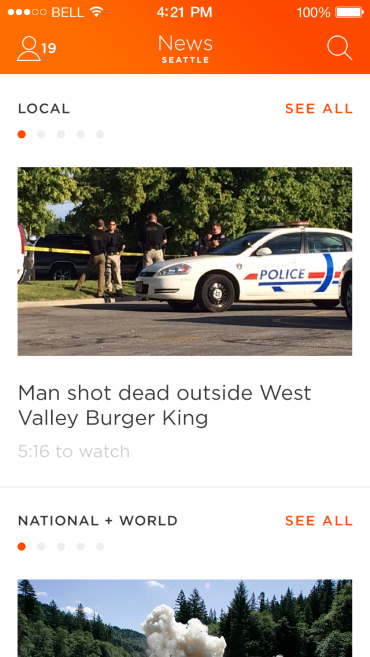 BELL 4:21 PM 100%
19 News
SEATTLE
LOCAL SEE ALL
POLICE
Man shot dead outside West
Valley Burger King
5:16 to watch
NATIONAL + WORLD SEE ALL